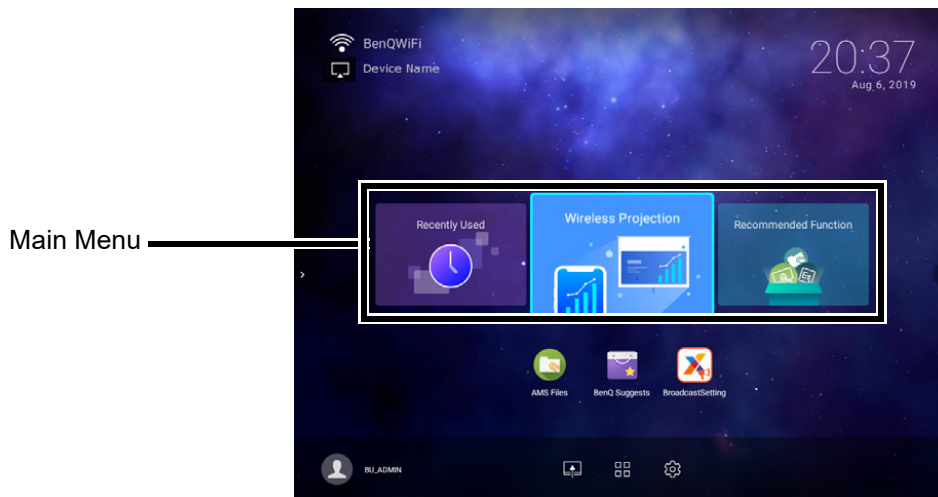 BenQWiFi
Device Name
20:37
Aug 6, 2019
Main Menu
Recently Used
Wireless Projection
Recommended Function
AMS Files
BenQ Suggests
BroadcastSetting
BU_ADMIN